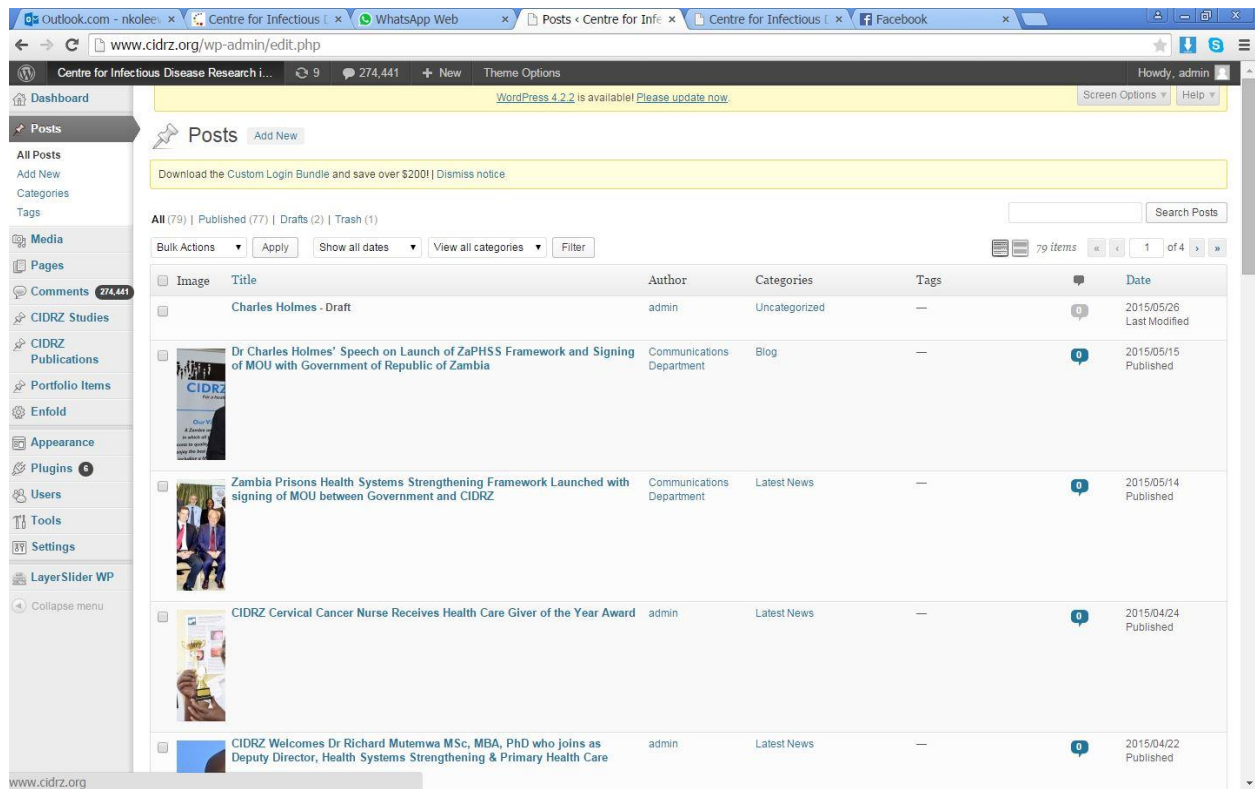 Outlook.com - nkolee
Centre for Infectious D
WhatsApp Web
Posts ‹ Centre for Infe
Centre for Infectious D
Facebook
www.cidrz.org/wp-admin/edit.php
Centre for Infectious Disease Research i... 9 274,441 + New Theme Options Howdy, admin
WordPress 4.2.2 is available! Please update now.
Screen Options Help
Dashboard
Posts
All Posts
Add New
Categories
Tags
Media
Pages
Comments 274,441
CIDRZ Studies
CIDRZ
Publications
Portfolio Items
Enfold
Appearance
Plugins 6
Users
Tools
Settings
LayerSlider WP
Collapse menu
Posts Add New
Download the Custom Login Bundle and save over $200! | Dismiss notice
All (79) | Published (77) | Drafts (2) | Trash (1)
Search Posts
Bulk Actions Apply Show all dates View all categories Filter 79 items « ‹ 1 of 4 › »
Image Title Author Categories Tags Date
Charles Holmes - Draft admin Uncategorized — 0 2015/05/26
Last Modified
Dr Charles Holmes' Speech on Launch of ZaPHSS Framework and Signing Communications Blog — 0 2015/05/15
of MOU with Government of Republic of Zambia Department Published
CIDRZ
Zambia Prisons Health Systems Strengthening Framework Launched with Communications Latest News — 0 2015/05/14
signing of MOU between Government and CIDRZ Department Published
CIDRZ Cervical Cancer Nurse Receives Health Care Giver of the Year Award admin Latest News — 0 2015/04/24
Published
CIDRZ Welcomes Dr Richard Mutemwa MSc, MBA, PhD who joins as admin Latest News — 0 2015/04/22
Deputy Director, Health Systems Strengthening & Primary Health Care Published
www.cidrz.org